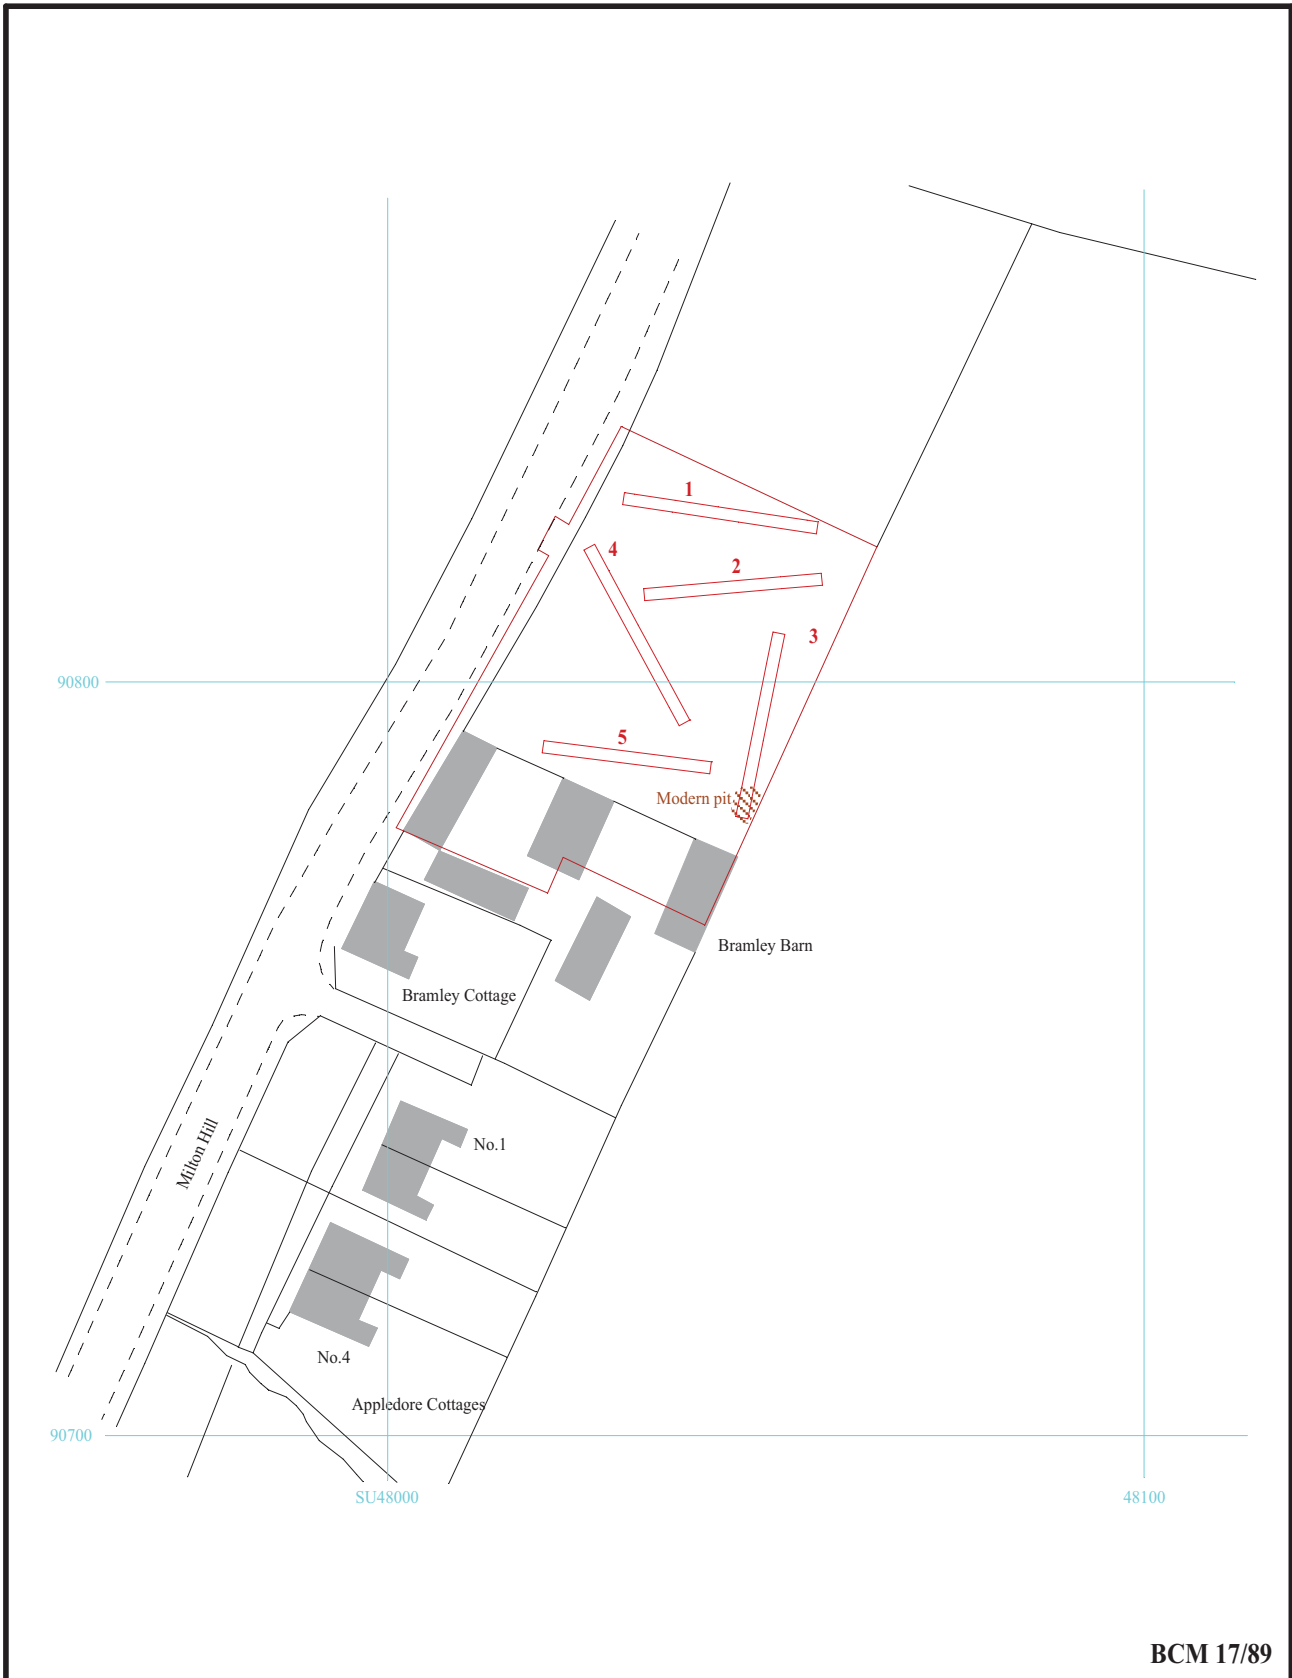 1
4
2
3
90800
5
Modern pit
Bramley Barn
Bramley Cottage
Milton Hill
No.1
No.4
Appledore Cottages
90700
SU48000
48100
BCM 17/89